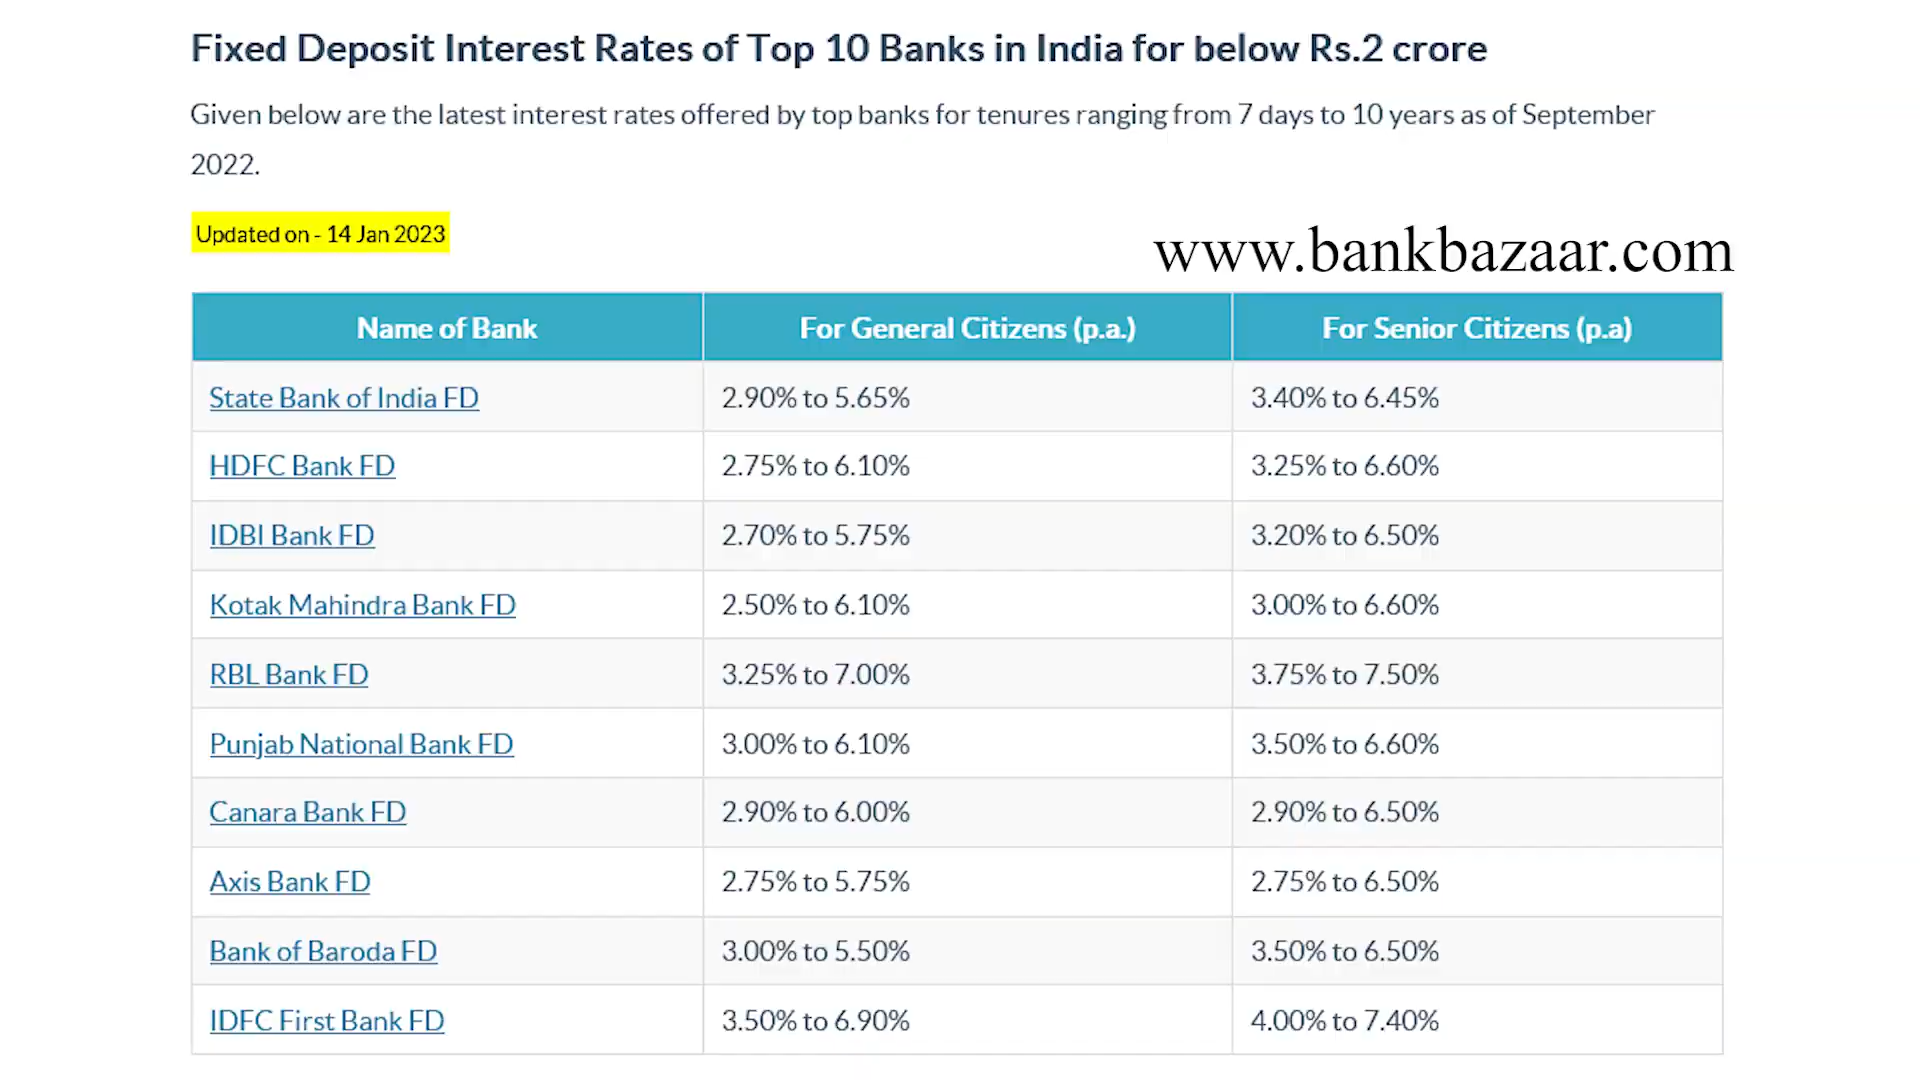 Fixed Deposit Interest Rates of Top 10 Banks in India for below Rs.2 crore
Given below are the latest interest rates offered by top banks for tenures ranging from 7 days to 10 years as of September
2022.
Updated on - 14 Jan 2023
www.bankbazaar.com
Name of Bank For General Citizens (p.a.) For Senior Citizens (p.a)
State Bank of India FD 2.90% to 5.65% 3.40% to 6.45%
HDFC Bank FD 2.75% to 6.10% 3.25% to 6.60%
IDBI Bank FD 2.70% to 5.75% 3.20% to 6.50%
Kotak Mahindra Bank FD 2.50% to 6.10% 3.00% to 6.60%
RBL Bank FD 3.25% to 7.00% 3.75% to 7.50%
Punjab National Bank FD 3.00% to 6.10% 3.50% to 6.60%
Canara Bank FD 2.90% to 6.00% 2.90% to 6.50%
Axis Bank FD 2.75% to 5.75% 2.75% to 6.50%
Bank of Baroda FD 3.00% to 5.50% 3.50% to 6.50%
IDFC First Bank FD 3.50% to 6.90% 4.00% to 7.40%